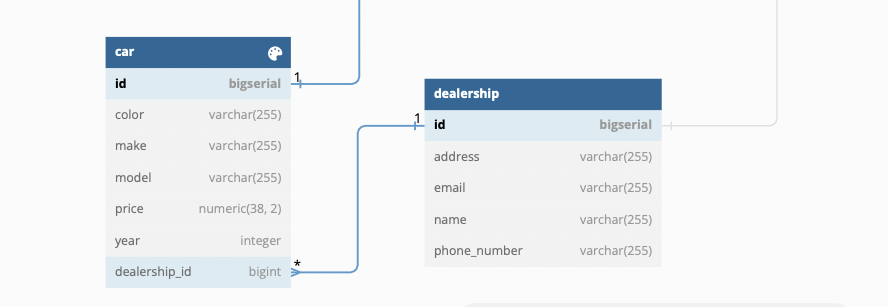 car
id bigserial
1
color varchar(255)
make varchar(255)
model varchar(255)
price numeric(38, 2)
year integer
dealership_id bigint
*
dealership
1
id bigserial
address varchar(255)
email varchar(255)
name varchar(255)
phone_number varchar(255)